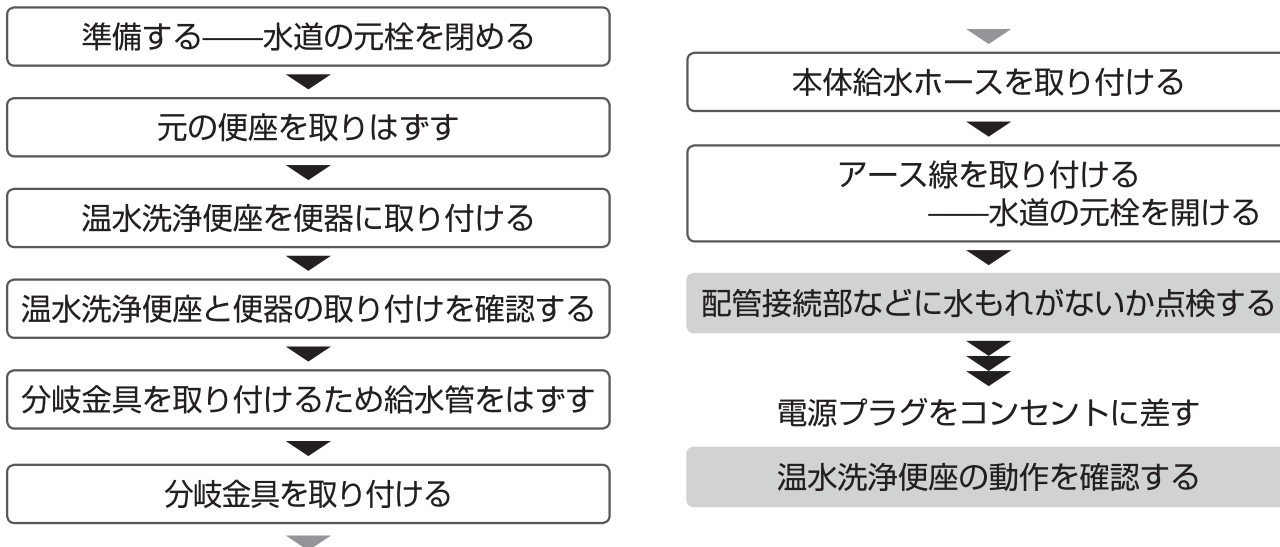 準備する――水道の元栓を閉める
元の便座を取りはずす
温水洗浄便座を便器に取り付ける
温水洗浄便座と便器の取り付けを確認する
分岐金具を取り付けるため給水管をはずす
分岐金具を取り付ける
本体給水ホースを取り付ける
アース線を取り付ける
――水道の元栓を開ける
配管接続部などに水もれがないか点検する
電源プラグをコンセントに差す
温水洗浄便座の動作を確認する